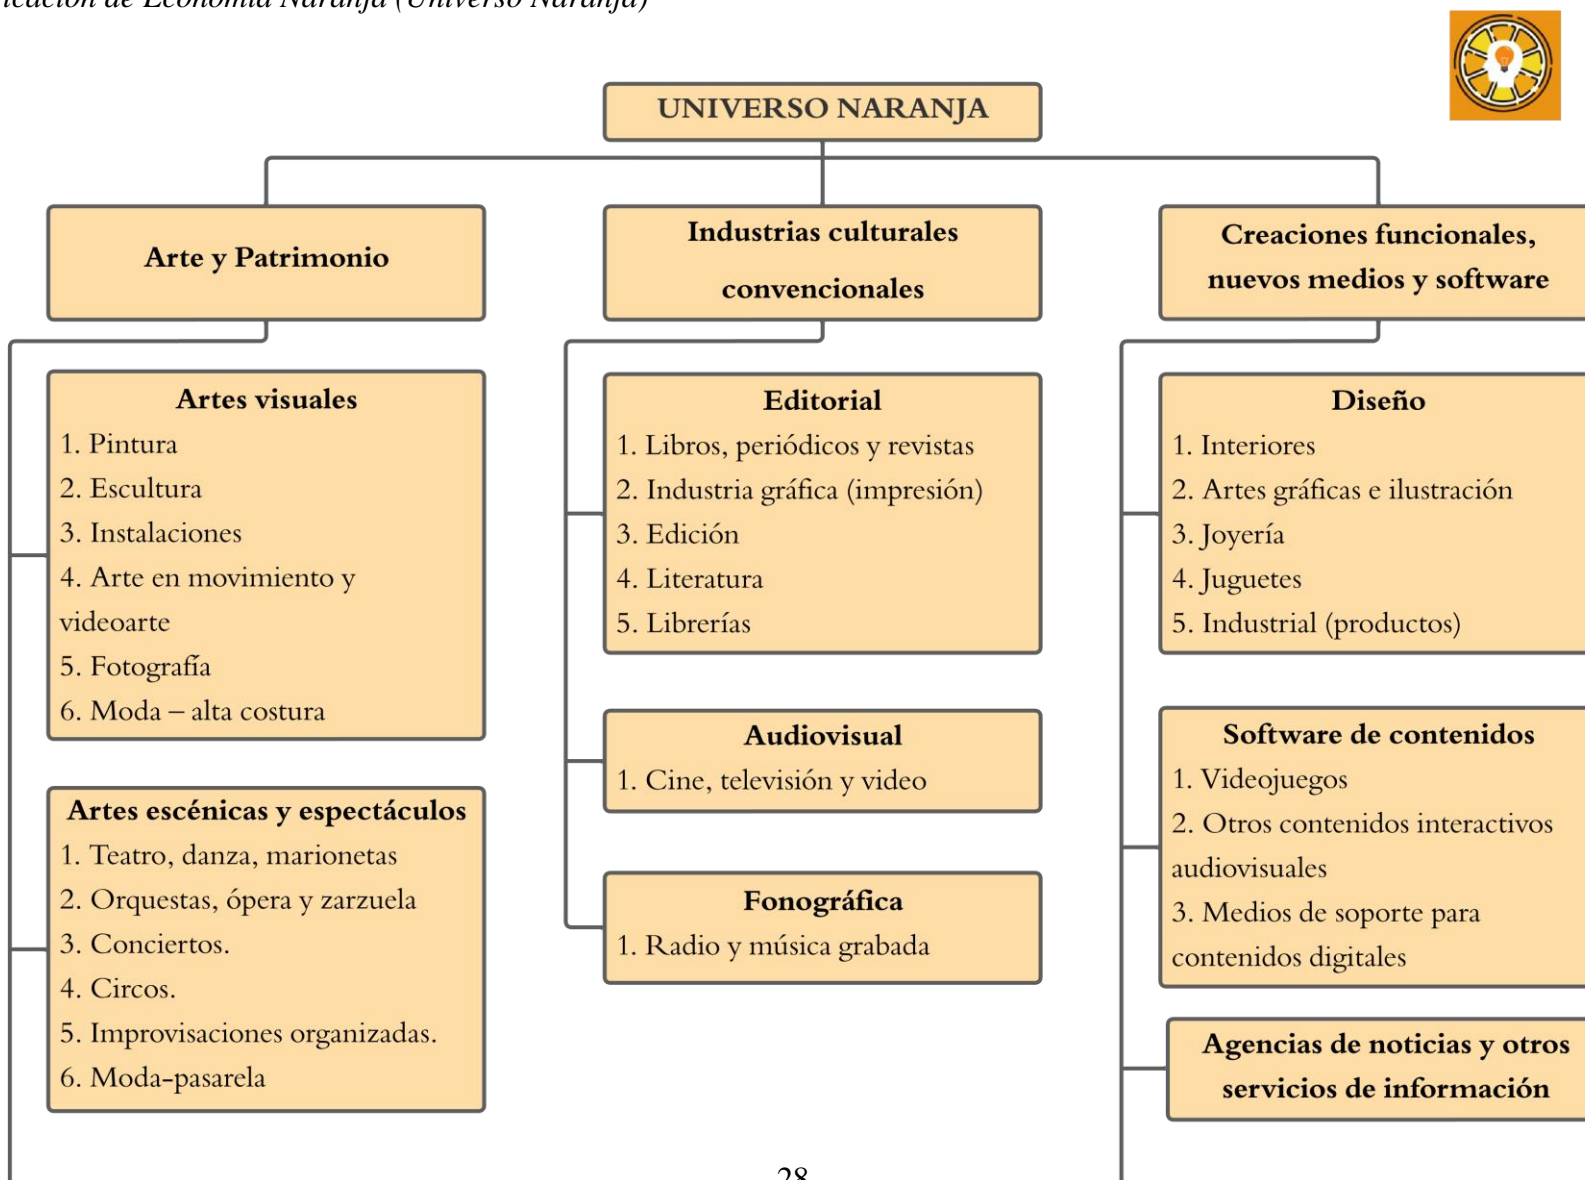 de Economía Naranja (Universo Naranja)
UNIVERSO NARANJA
Arte y Patrimonio
Artes visuales
1. Pintura
2. Escultura
3. Instalaciones
4. Arte en movimiento y
videoarte
5. Fotografía
6. Moda – alta costura
Artes escénicas y espectáculos
1. Teatro, danza, marionetas
2. Orquestas, ópera y zarzuela
3. Conciertos.
4. Circos.
5. Improvisaciones organizadas.
6. Moda-pasarela
Industrias culturales
convencionales
Editorial
1. Libros, periódicos y revistas
2. Industria gráfica (impresión)
3. Edición
4. Literatura
5. Librerías
Audiovisual
1. Cine, televisión y video
Fonográfica
1. Radio y música grabada
Creaciones funcionales,
nuevos medios y software
Diseño
1. Interiores
2. Artes gráficas e ilustración
3. Joyería
4. Juguetes
5. Industrial (productos)
Software de contenidos
1. Videojuegos
2. Otros contenidos interactivos
audiovisuales
3. Medios de soporte para
contenidos digitales
Agencias de noticias y otros
servicios de información
28